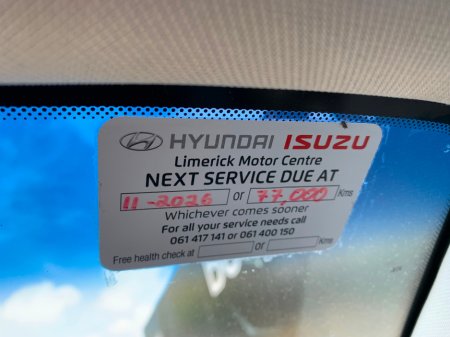 HYUNDAI ISUZU
Limerick Motor Centre
NEXT SERVICE DUE AT
11-2026 or 77,000 Kms
Whichever comes sooner
For all your service needs call
061 417 141 or 061 400 150
Free health check at or Kms